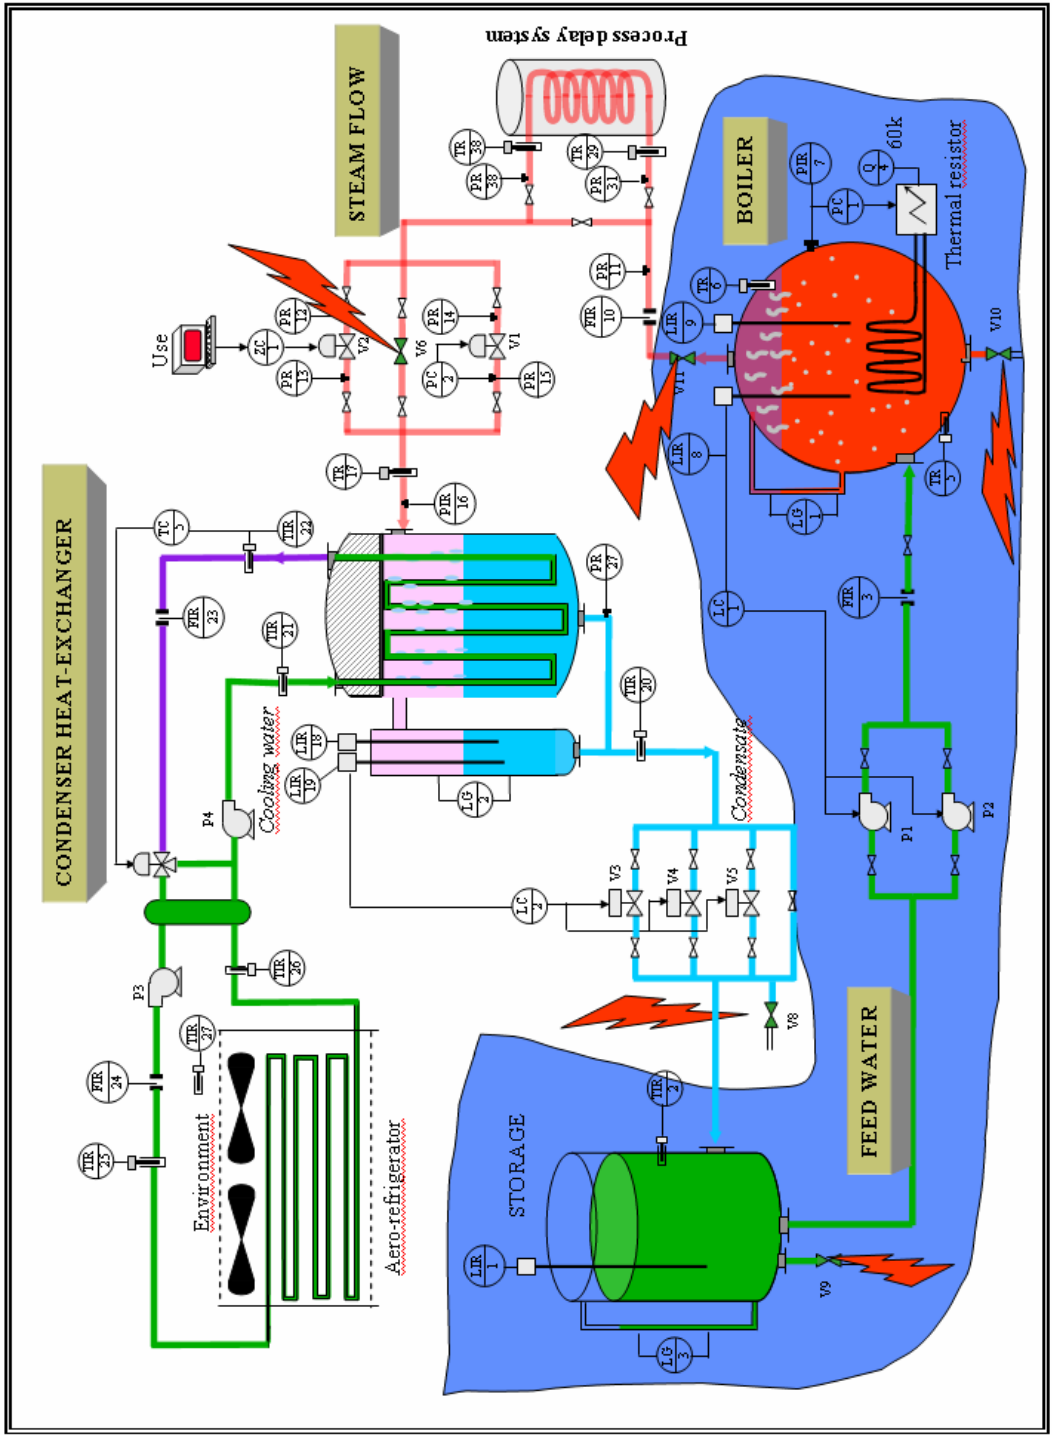 CONDENSER HEAT-EXCHANGER
STEAM FLOW
Process delay system
BOILER
FEED WATER
STORAGE
Use
ZC
1
PR
12
PR
13
V2
V6
PR
14
PC
2
V1
PR
15
TR
38
PR
38
TR
29
PR
31
PR
11
FIR
10
V11
TR
17
PIR
16
TC
5
TIR
22
FIR
23
TIR
21
Cooling water
P4
P3
FIR
24
TIR
25
TIR
26
TIR
27
Environment
Aero-refrigerator
LIR
18
LIR
19
LG
2
PR
27
TIR
20
Condensate
LC
2
V3
V4
V5
V8
TIR
2
LIR
1
LG
3
V9
P1
P2
LC
1
FIR
3
LIR
8
LIR
9
TR
6
LG
1
TR
5
PIR
7
PC
1
Q
4
60k
Thermal resistor
V10